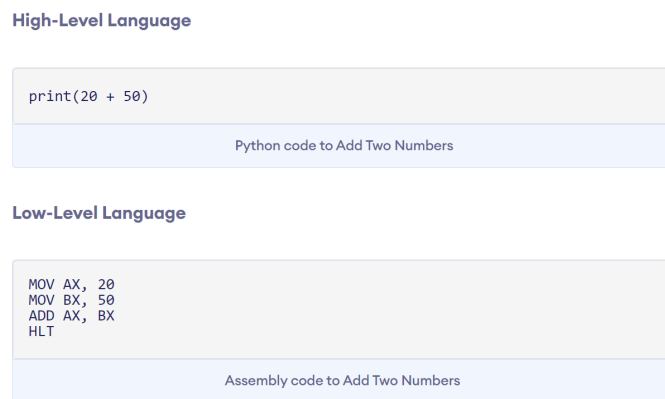 High-Level Language
print(20 + 50)
Python code to Add Two Numbers
Low-Level Language
MOV AX, 20
MOV BX, 50
ADD AX, BX
HLT
Assembly code to Add Two Numbers